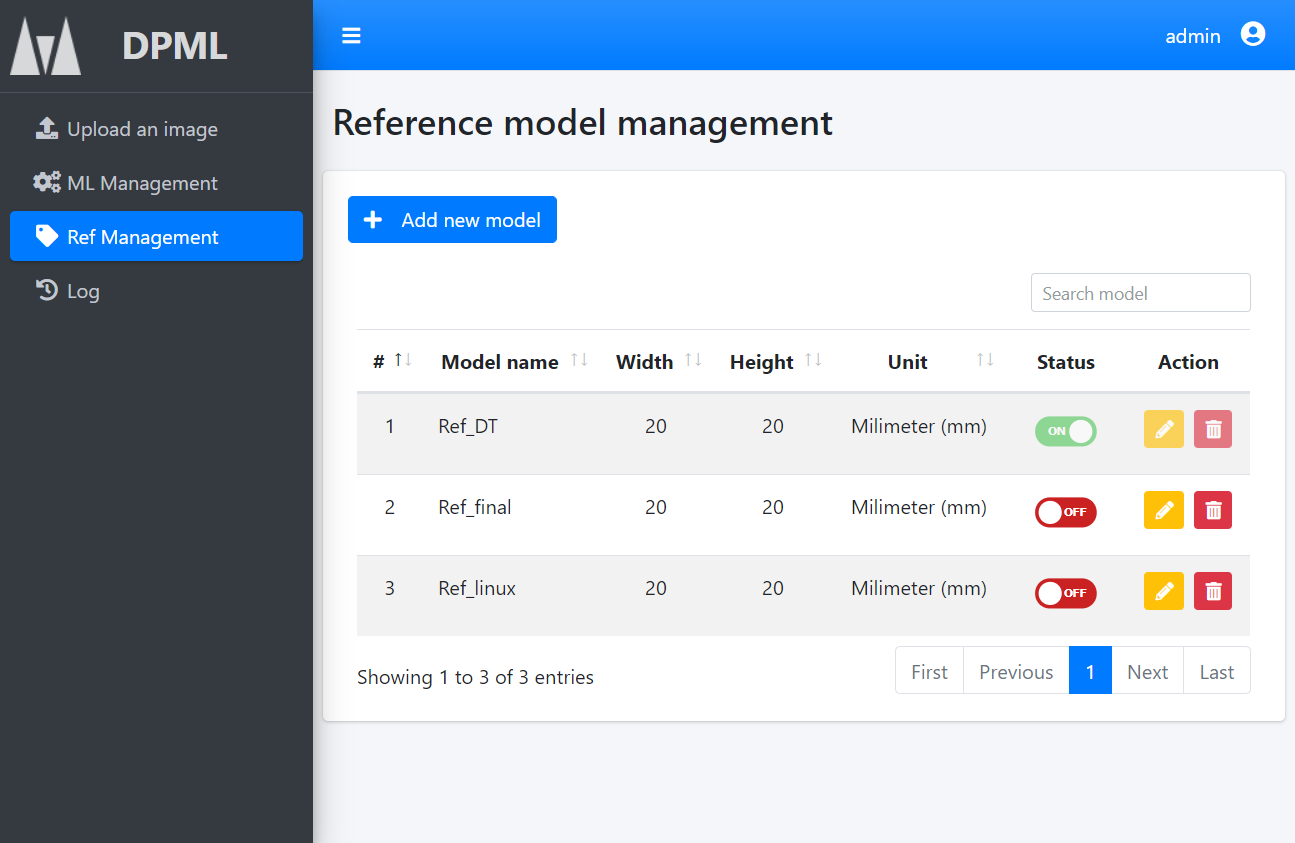 DPML
admin
Upload an image
ML Management
Ref Management
Log
Reference model management
Add new model
Search model
# Model name Width Height Unit Status Action
1 Ref_DT 20 20 Milimeter (mm) ON
2 Ref_final 20 20 Milimeter (mm) OFF
3 Ref_linux 20 20 Milimeter (mm) OFF
Showing 1 to 3 of 3 entries
First Previous 1 Next Last